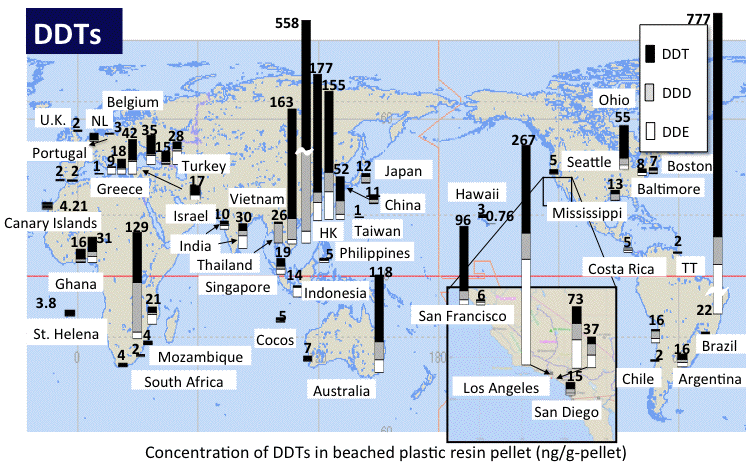 DDTs
558
777
177
155
163
DDT
DDD
DDE
Ohio
55
267
Belgium
U.K.
2
NL
3
42
35
28
15
Portugal
18
9
1
2
2
Turkey
Greece
17
52
12
Japan
11
China
1
Taiwan
5
Seattle
8
7
Boston
Baltimore
13
Mississippi
Canary Islands
4.21
Israel
10
30
Vietnam
26
HK
Hawaii
3
0.76
96
India
Thailand
19
Philippines
5
Singapore
14
Indonesia
118
129
16
31
Ghana
Costa Rica
5
2
TT
San Francisco
6
3.8
St. Helena
21
0
4
2
4
Mozambique
South Africa
5
Cocos
7
Australia
180
73
37
Los Angeles
15
San Diego
22
Brazil
16
2
16
Chile
Argentina
60
Concentration of DDTs in beached plastic resin pellet (ng/g-pellet)